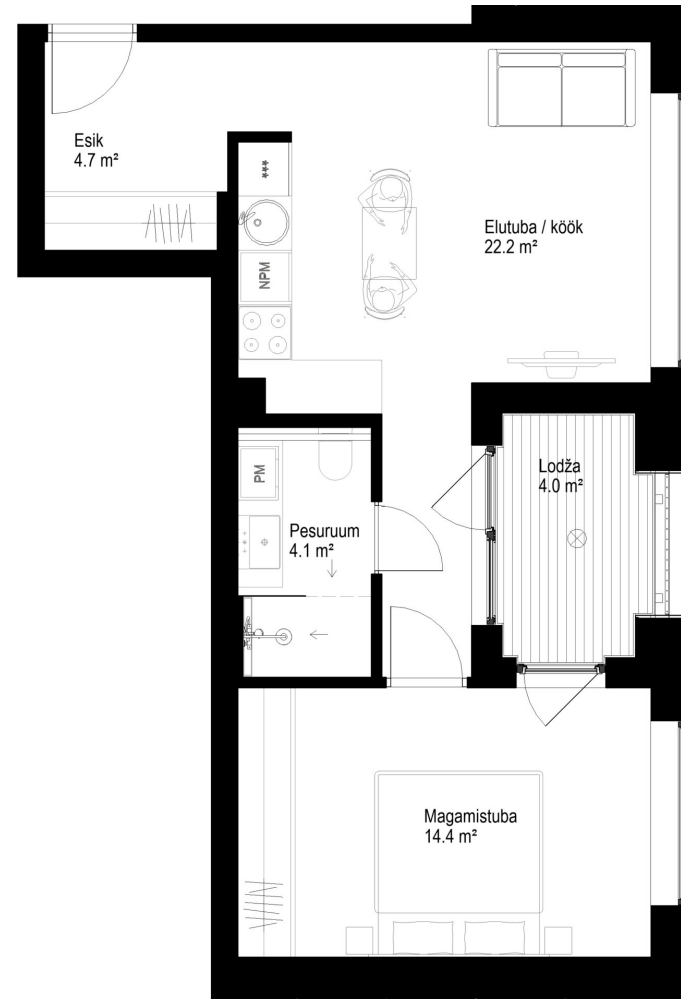 Esik
4.7 m²
***
NPM
Elutuba / köök
22.2 m²
PM
Pesuruum
4.1 m²
Lodža
4.0 m²
Magamistuba
14.4 m²